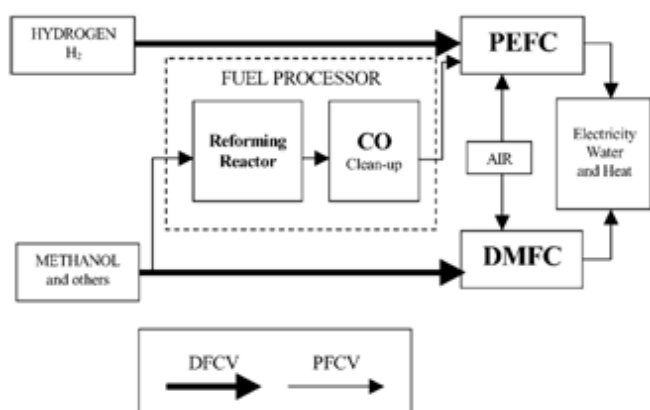 HYDROGEN
H₂
PEFC
FUEL PROCESSOR
Reforming
Reactor
CO
Clean-up
AIR
Electricity
Water
and Heat
METHANOL
and others
DMFC
DFCV
PFCV